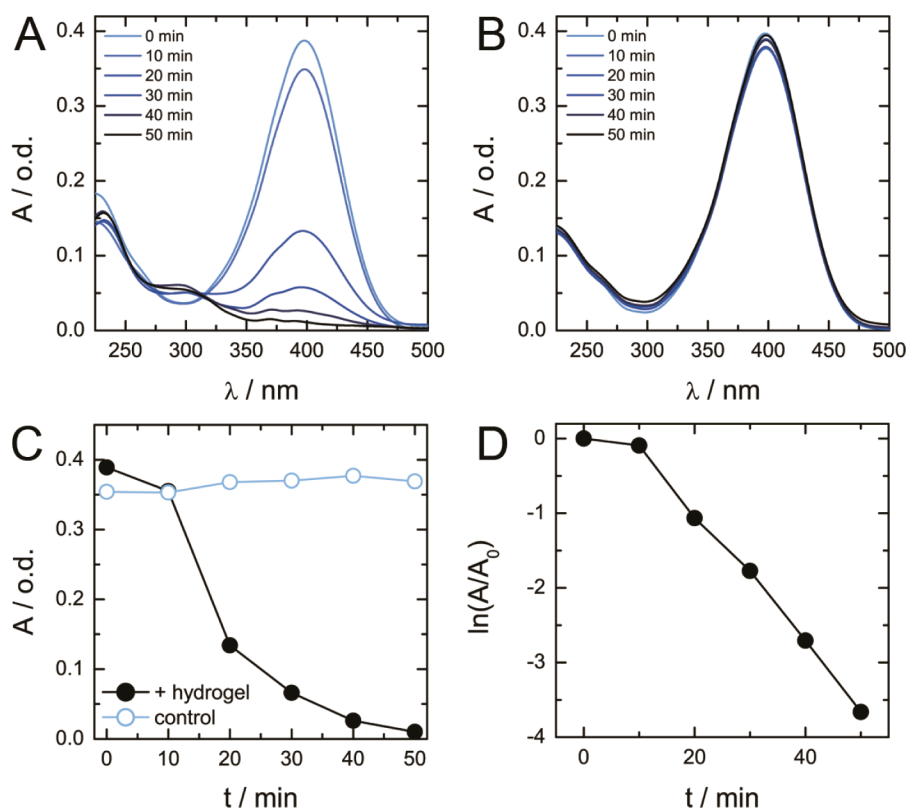 A
0 min
10 min
20 min
30 min
40 min
50 min
A / o.d.
0.4
0.3
0.2
0.1
0.0
250 300 350 400 450 500
λ / nm
B
0 min
10 min
20 min
30 min
40 min
50 min
A / o.d.
0.4
0.3
0.2
0.1
0.0
250 300 350 400 450 500
λ / nm
C
A / o.d.
0.4
0.3
0.2
0.1
0.0
+ hydrogel
control
0 10 20 30 40 50
t / min
D
ln(A/A₀)
0
-1
-2
-3
-4
0 10 20 30 40 50
t / min